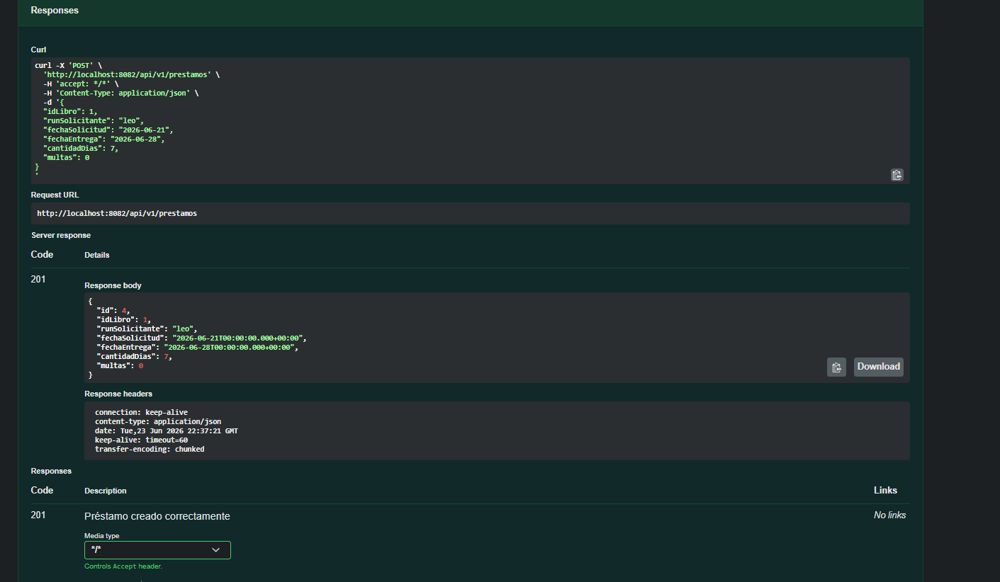 Responses
Curl
curl -X 'POST' \
  'http://localhost:8082/api/v1/prestamos' \
  -H 'accept: */*' \
  -H 'Content-Type: application/json' \
  -d '{
  "idLibro": 1,
  "runSolicitante": "leo",
  "fechaSolicitud": "2026-06-21",
  "fechaEntrega": "2026-06-28",
  "cantidadDias": 7,
  "multas": 0
}
'
Request URL
http://localhost:8082/api/v1/prestamos
Server response
Code Details
201
Response body
{
  "id": 4,
  "idLibro": 1,
  "runSolicitante": "leo",
  "fechaSolicitud": "2026-06-21T00:00:00.000+00:00",
  "fechaEntrega": "2026-06-28T00:00:00.000+00:00",
  "cantidadDias": 7,
  "multas": 0
}
Download
Response headers
connection: keep-alive
content-type: application/json
date: Tue,23 Jun 2026 22:37:21 GMT
keep-alive: timeout=60
transfer-encoding: chunked
Responses
Code Description Links
201 Préstamo creado correctamente No links
Media type
*/*
Controls Accept header.